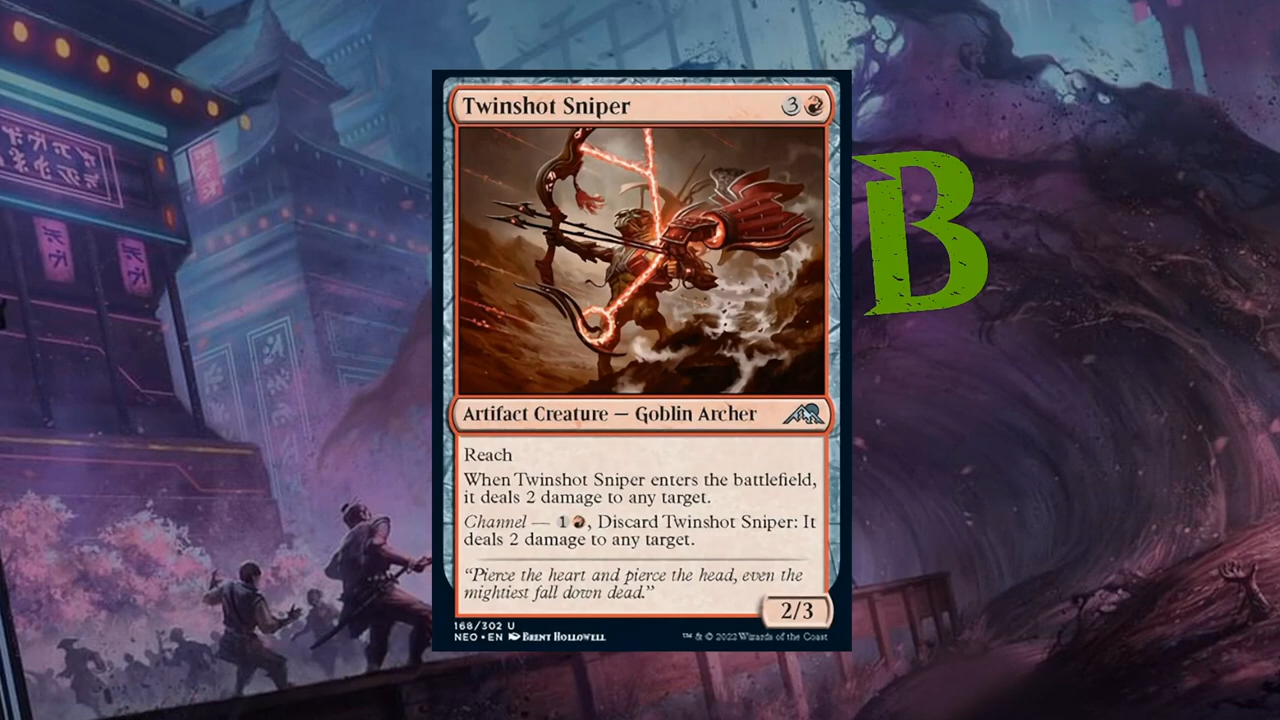 Twinshot Sniper 3
B
Artifact Creature — Goblin Archer
Reach
When Twinshot Sniper enters the battlefield,
it deals 2 damage to any target.
Channel — 1 , Discard Twinshot Sniper: It
deals 2 damage to any target.
“Pierce the heart and pierce the head, even the
mightiest fall down dead.”
2/3
168/302 U
NEO • EN Brent Hollowell
™ & © 2022 Wizards of the Coast